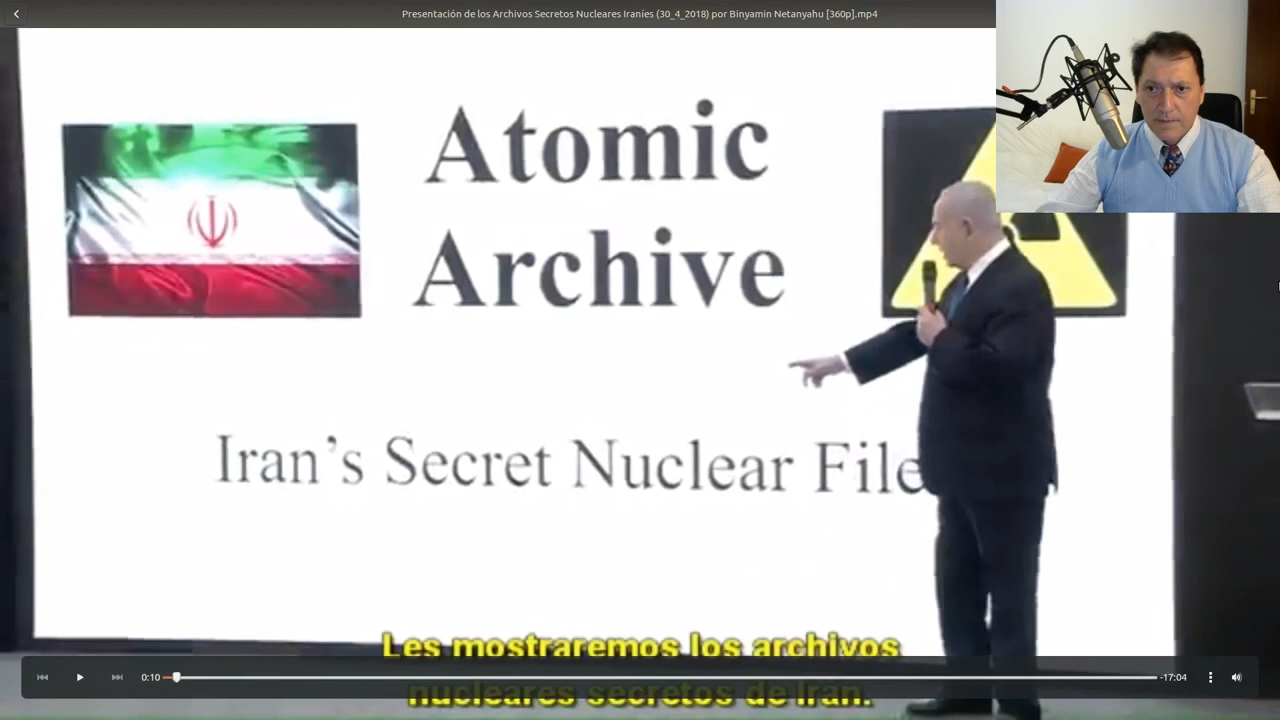 Presentación de los Archivos Secretos Nucleares Iraníes (30_4_2018) por Binyamin Netanyahu [360p].mp4
Atomic
Archive
Iran's Secret Nuclear File
Les mostraremos los archivos
nucleares secretos de Irán.
0:10
-17:04